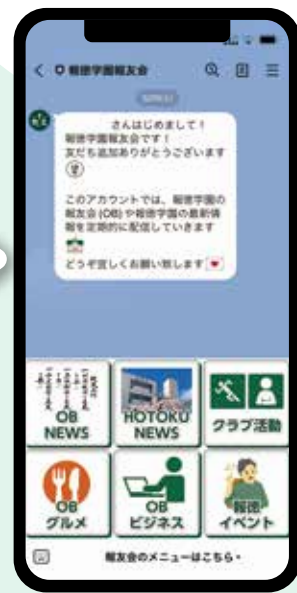 報徳学園報友会
さんはじめまして!
報徳学園報友会です!
友だち追加ありがとうございます
このアカウントでは、報徳学園の
報友会(OB)や報徳学園の最新情
報を定期的に配信していきます
どうぞ宜しくお願い致します
OB
NEWS
HOTOKU
NEWS
クラブ活動
OB
グルメ
OB
ビジネス
報徳
イベント
報友会のメニューはこちら